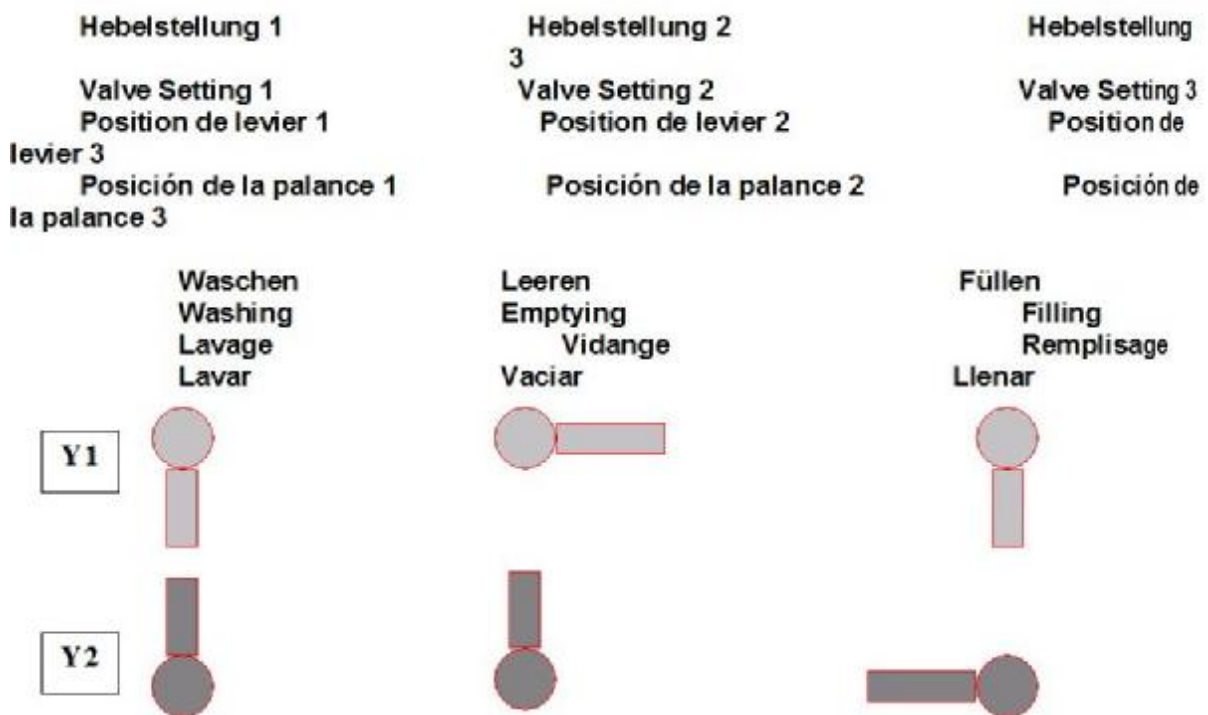 Hebelstellung 1 Hebelstellung 2 Hebelstellung
3
Valve Setting 1 Valve Setting 2 Valve Setting 3
Position de levier 1 Position de levier 2 Position de
levier 3
Posición de la palance 1 Posición de la palance 2 Posición de
la palance 3
Waschen Leeren Füllen
Washing Emptying Filling
Lavage Vidange Remplisage
Lavar Vaciar Llenar
Y1
Y2